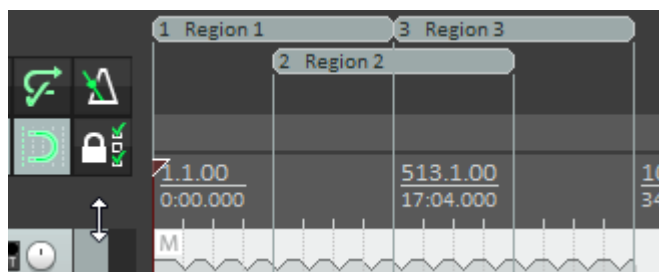 1 Region 1
3 Region 3
2 Region 2
1.1.00
513.1.00
0:00.000
17:04.000
M